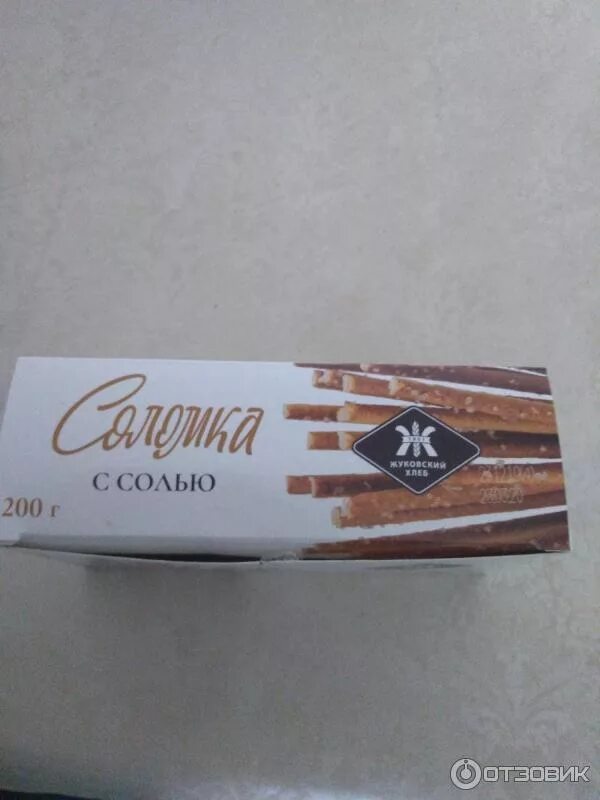 Соломка
С СОЛЬЮ
200 г
ЖУКОВСКИЙ
ХЛЕБ
ОТЗОВИК